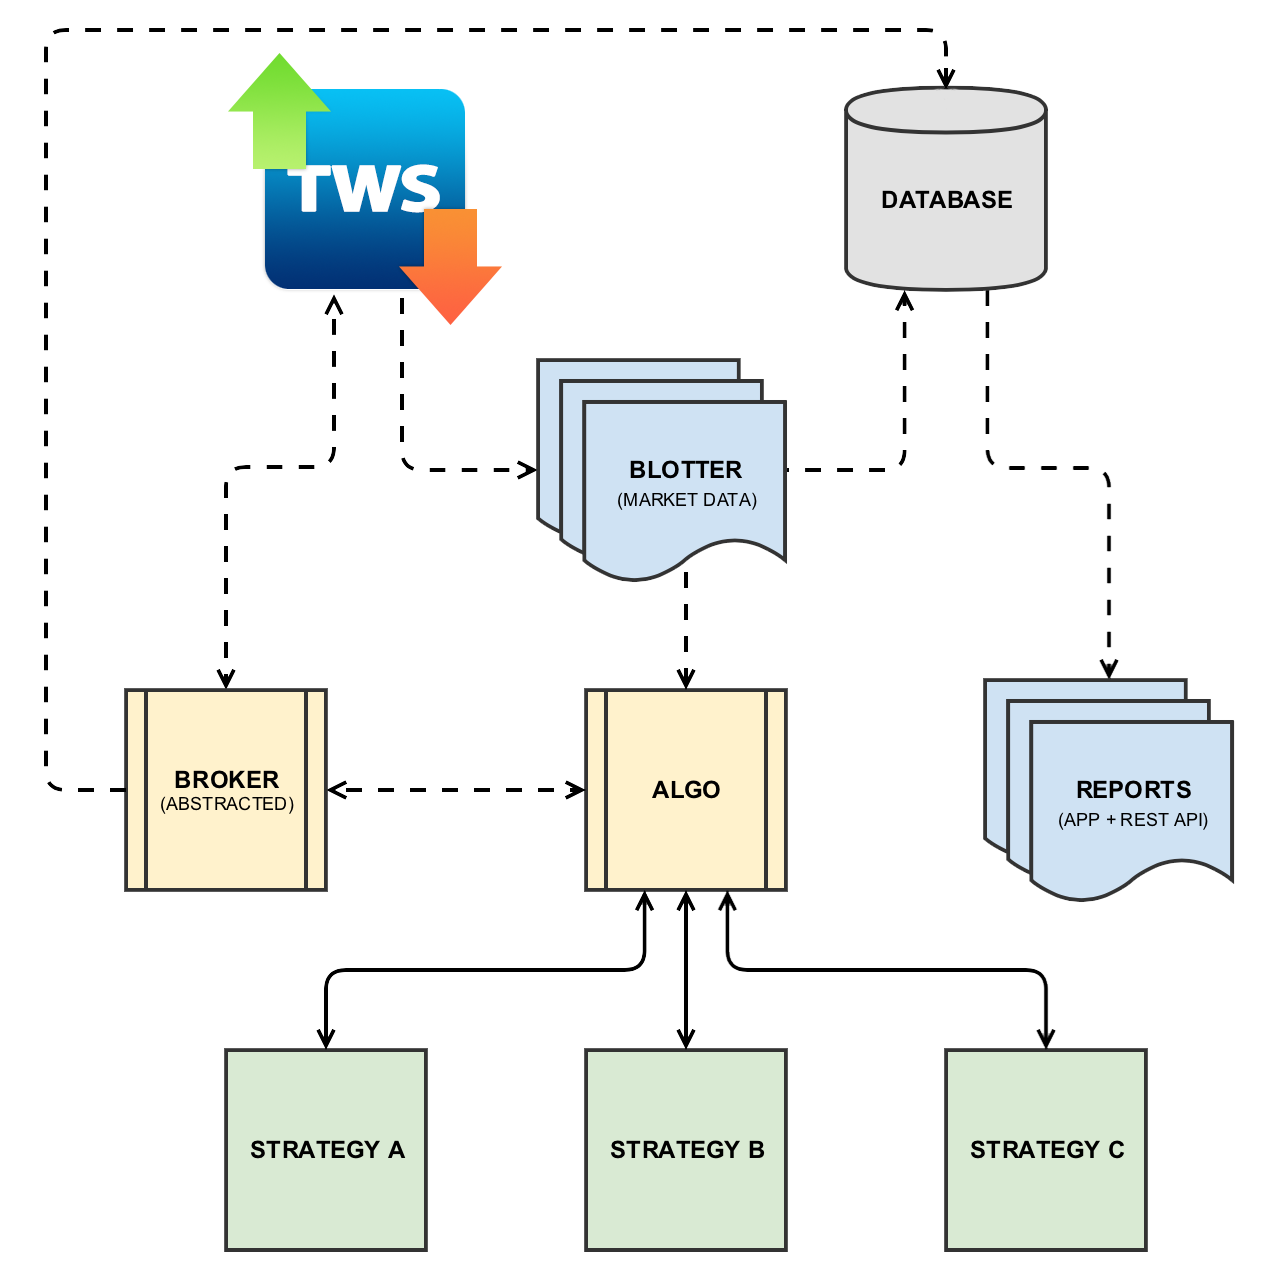 TWS
DATABASE
BLOTTER
(MARKET DATA)
BROKER
(ABSTRACTED)
ALGO
REPORTS
(APP + REST API)
STRATEGY A
STRATEGY B
STRATEGY C